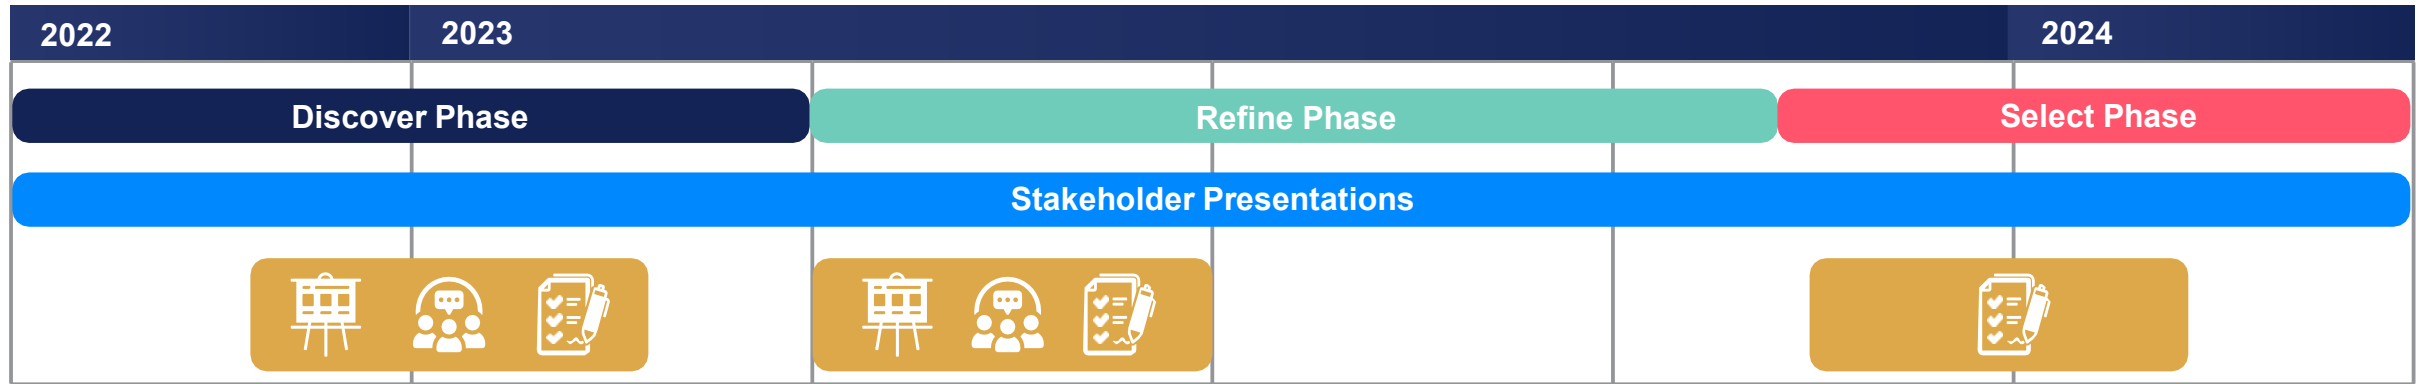 2022
2023
2024
Discover Phase
Refine Phase
Select Phase
Stakeholder Presentations